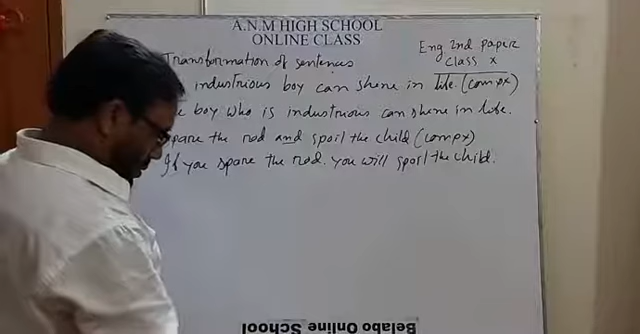 A.N.M HIGH SCHOOL
ONLINE CLASS
Eng 2nd paper
Class x
Transformation of sentences
industrious boy can shine in life. (compx)
boy who is industrious can shine in life.
spare the rod and spoil the child (compx)
If you spare the rod. you will spoil the child.
Belabo Online School